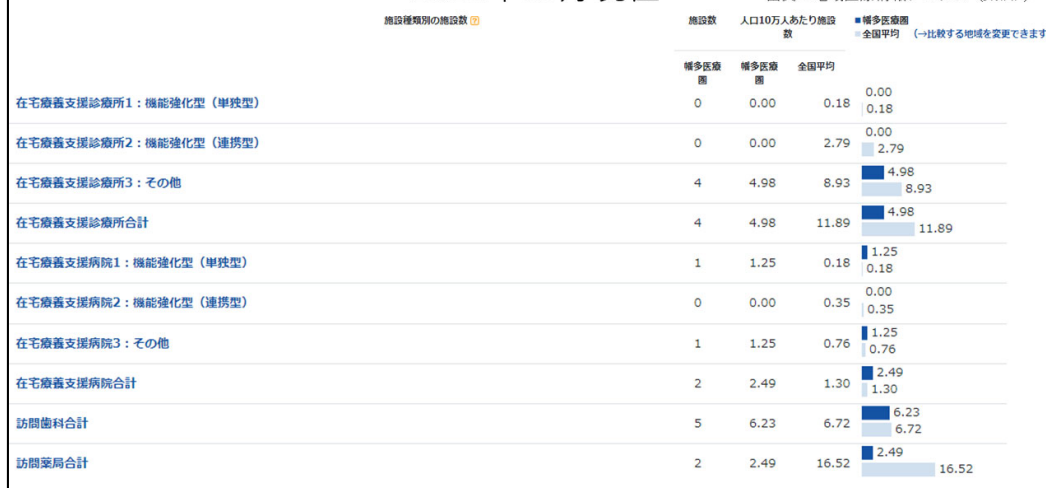 施設種類別の施設数 ?
施設数 人口10万人あたり施設数
■幡多医療圏
■全国平均 (→比較する地域を変更できます
幡多医療圏 幡多医療圏 全国平均
在宅療養支援診療所1:機能強化型(単独型) 0 0.00 0.18 0.00 0.18
在宅療養支援診療所2:機能強化型(連携型) 0 0.00 2.79 0.00 2.79
在宅療養支援診療所3:その他 4 4.98 8.93 4.98 8.93
在宅療養支援診療所合計 4 4.98 11.89 4.98 11.89
在宅療養支援病院1:機能強化型(単独型) 1 1.25 0.18 1.25 0.18
在宅療養支援病院2:機能強化型(連携型) 0 0.00 0.35 0.00 0.35
在宅療養支援病院3:その他 1 1.25 0.76 1.25 0.76
在宅療養支援病院合計 2 2.49 1.30 2.49 1.30
訪問歯科合計 5 6.23 6.72 6.23 6.72
訪問薬局合計 2 2.49 16.52 2.49 16.52